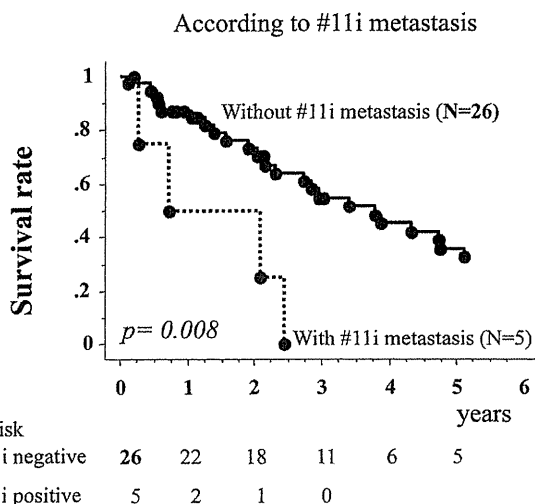 According to #11i metastasis
Survival rate
1
.8
.6
.4
.2
0
Without #11i metastasis (N=26)
p= 0.008
With #11i metastasis (N=5)
0 1 2 3 4 5 6
years
isk
i negative 26 22 18 11 6 5
i positive 5 2 1 0